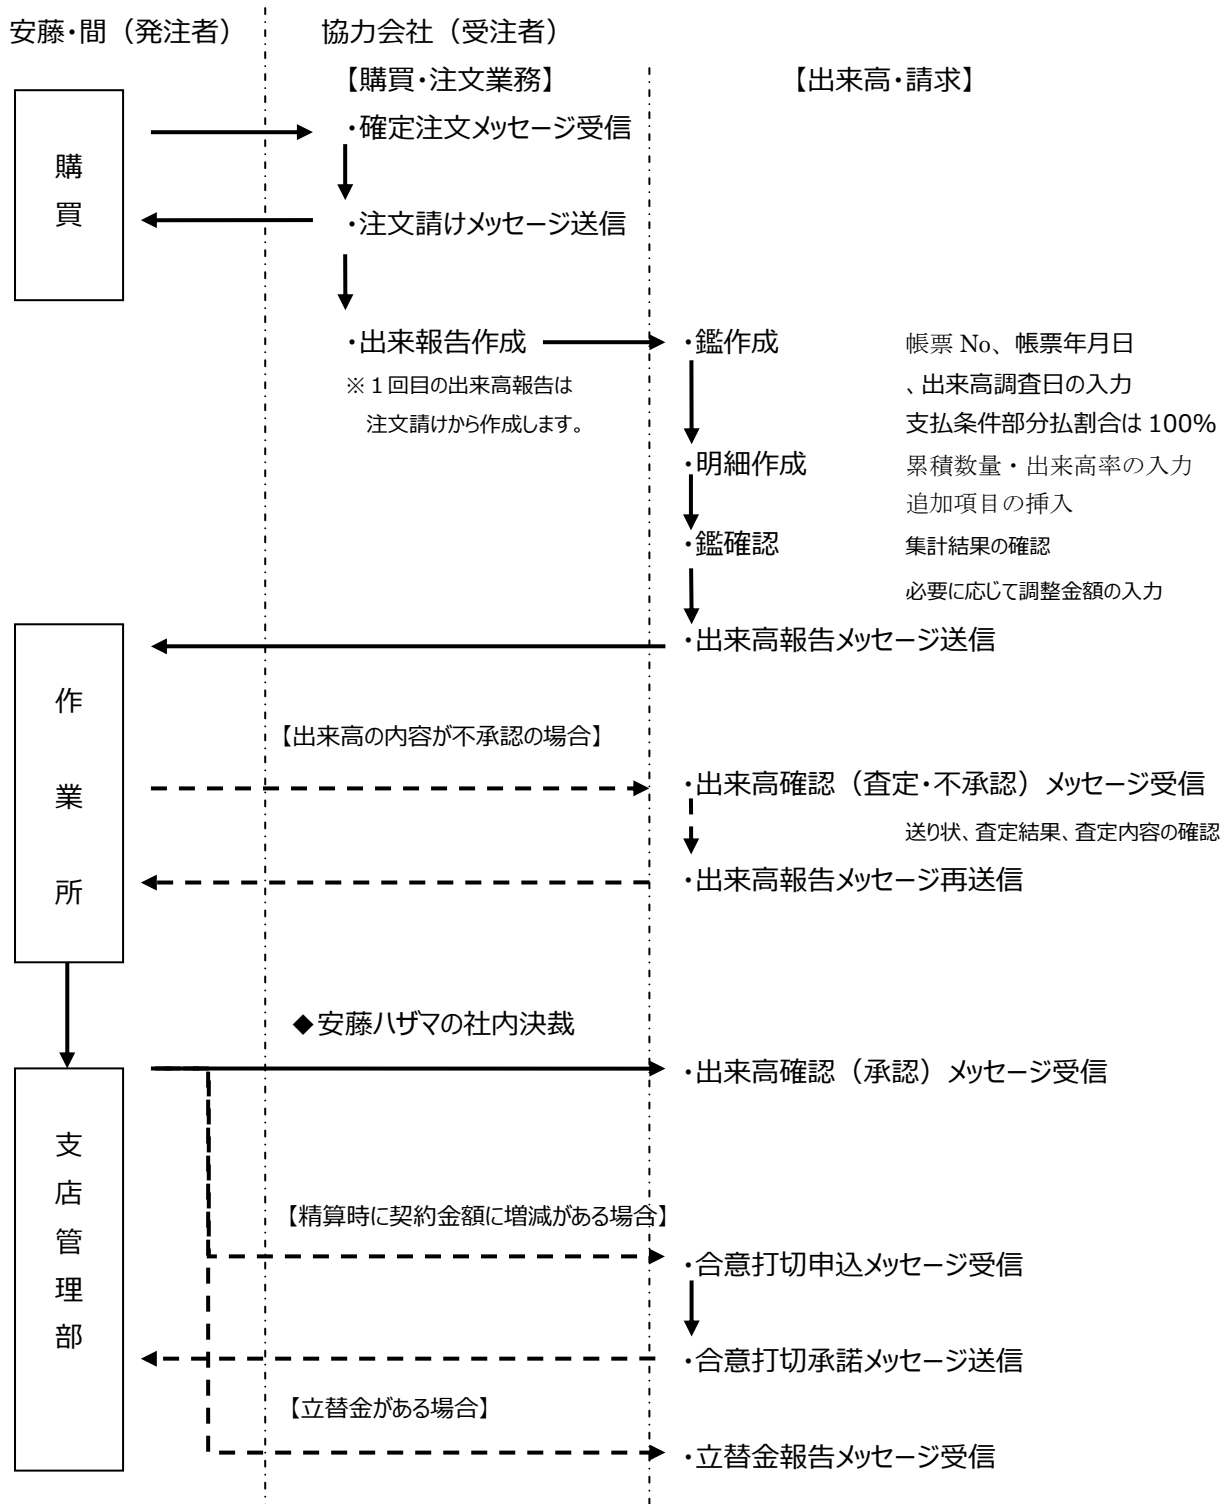 安藤・間（発注者）
協力会社（受注者）
【購買・注文業務】
【出来高・請求】
購買
・確定注文メッセージ受信
・注文請けメッセージ送信
・出来報告作成
※１回目の出来高報告は
注文請けから作成します。
・鑑作成
帳票 No、帳票年月日
、出来高調査日の入力
支払条件部分払割合は 100%
・明細作成
累積数量・出来高率の入力
追加項目の挿入
・鑑確認
集計結果の確認
必要に応じて調整金額の入力
・出来高報告メッセージ送信
作業所
【出来高の内容が不承認の場合】
・出来高確認（査定・不承認）メッセージ受信
送り状、査定結果、査定内容の確認
・出来高報告メッセージ再送信
◆安藤ハザマの社内決裁
・出来高確認（承認）メッセージ受信
支店管理部
【精算時に契約金額に増減がある場合】
・合意打切申込メッセージ受信
・合意打切承諾メッセージ送信
【立替金がある場合】
・立替金報告メッセージ受信